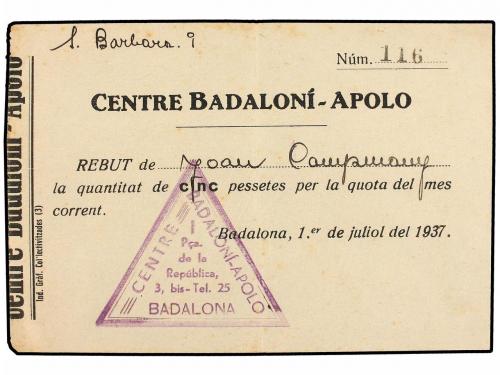 S. Barbara. 9
Núm. 116
CENTRE BADALONÍ-APOLO
REBUT de Joan Campmany
la quantitat de cinc pessetes per la quota del mes
corrent.
Badalona, 1.er de juliol del 1937.
CENTRE BADALONÍ-APOLO
Pça.
de la
República,
3, bis-Tel. 25
BADALONA
Centre Badaloní-Apolo
Ind. Gràf. Col·lectivitzades (3)